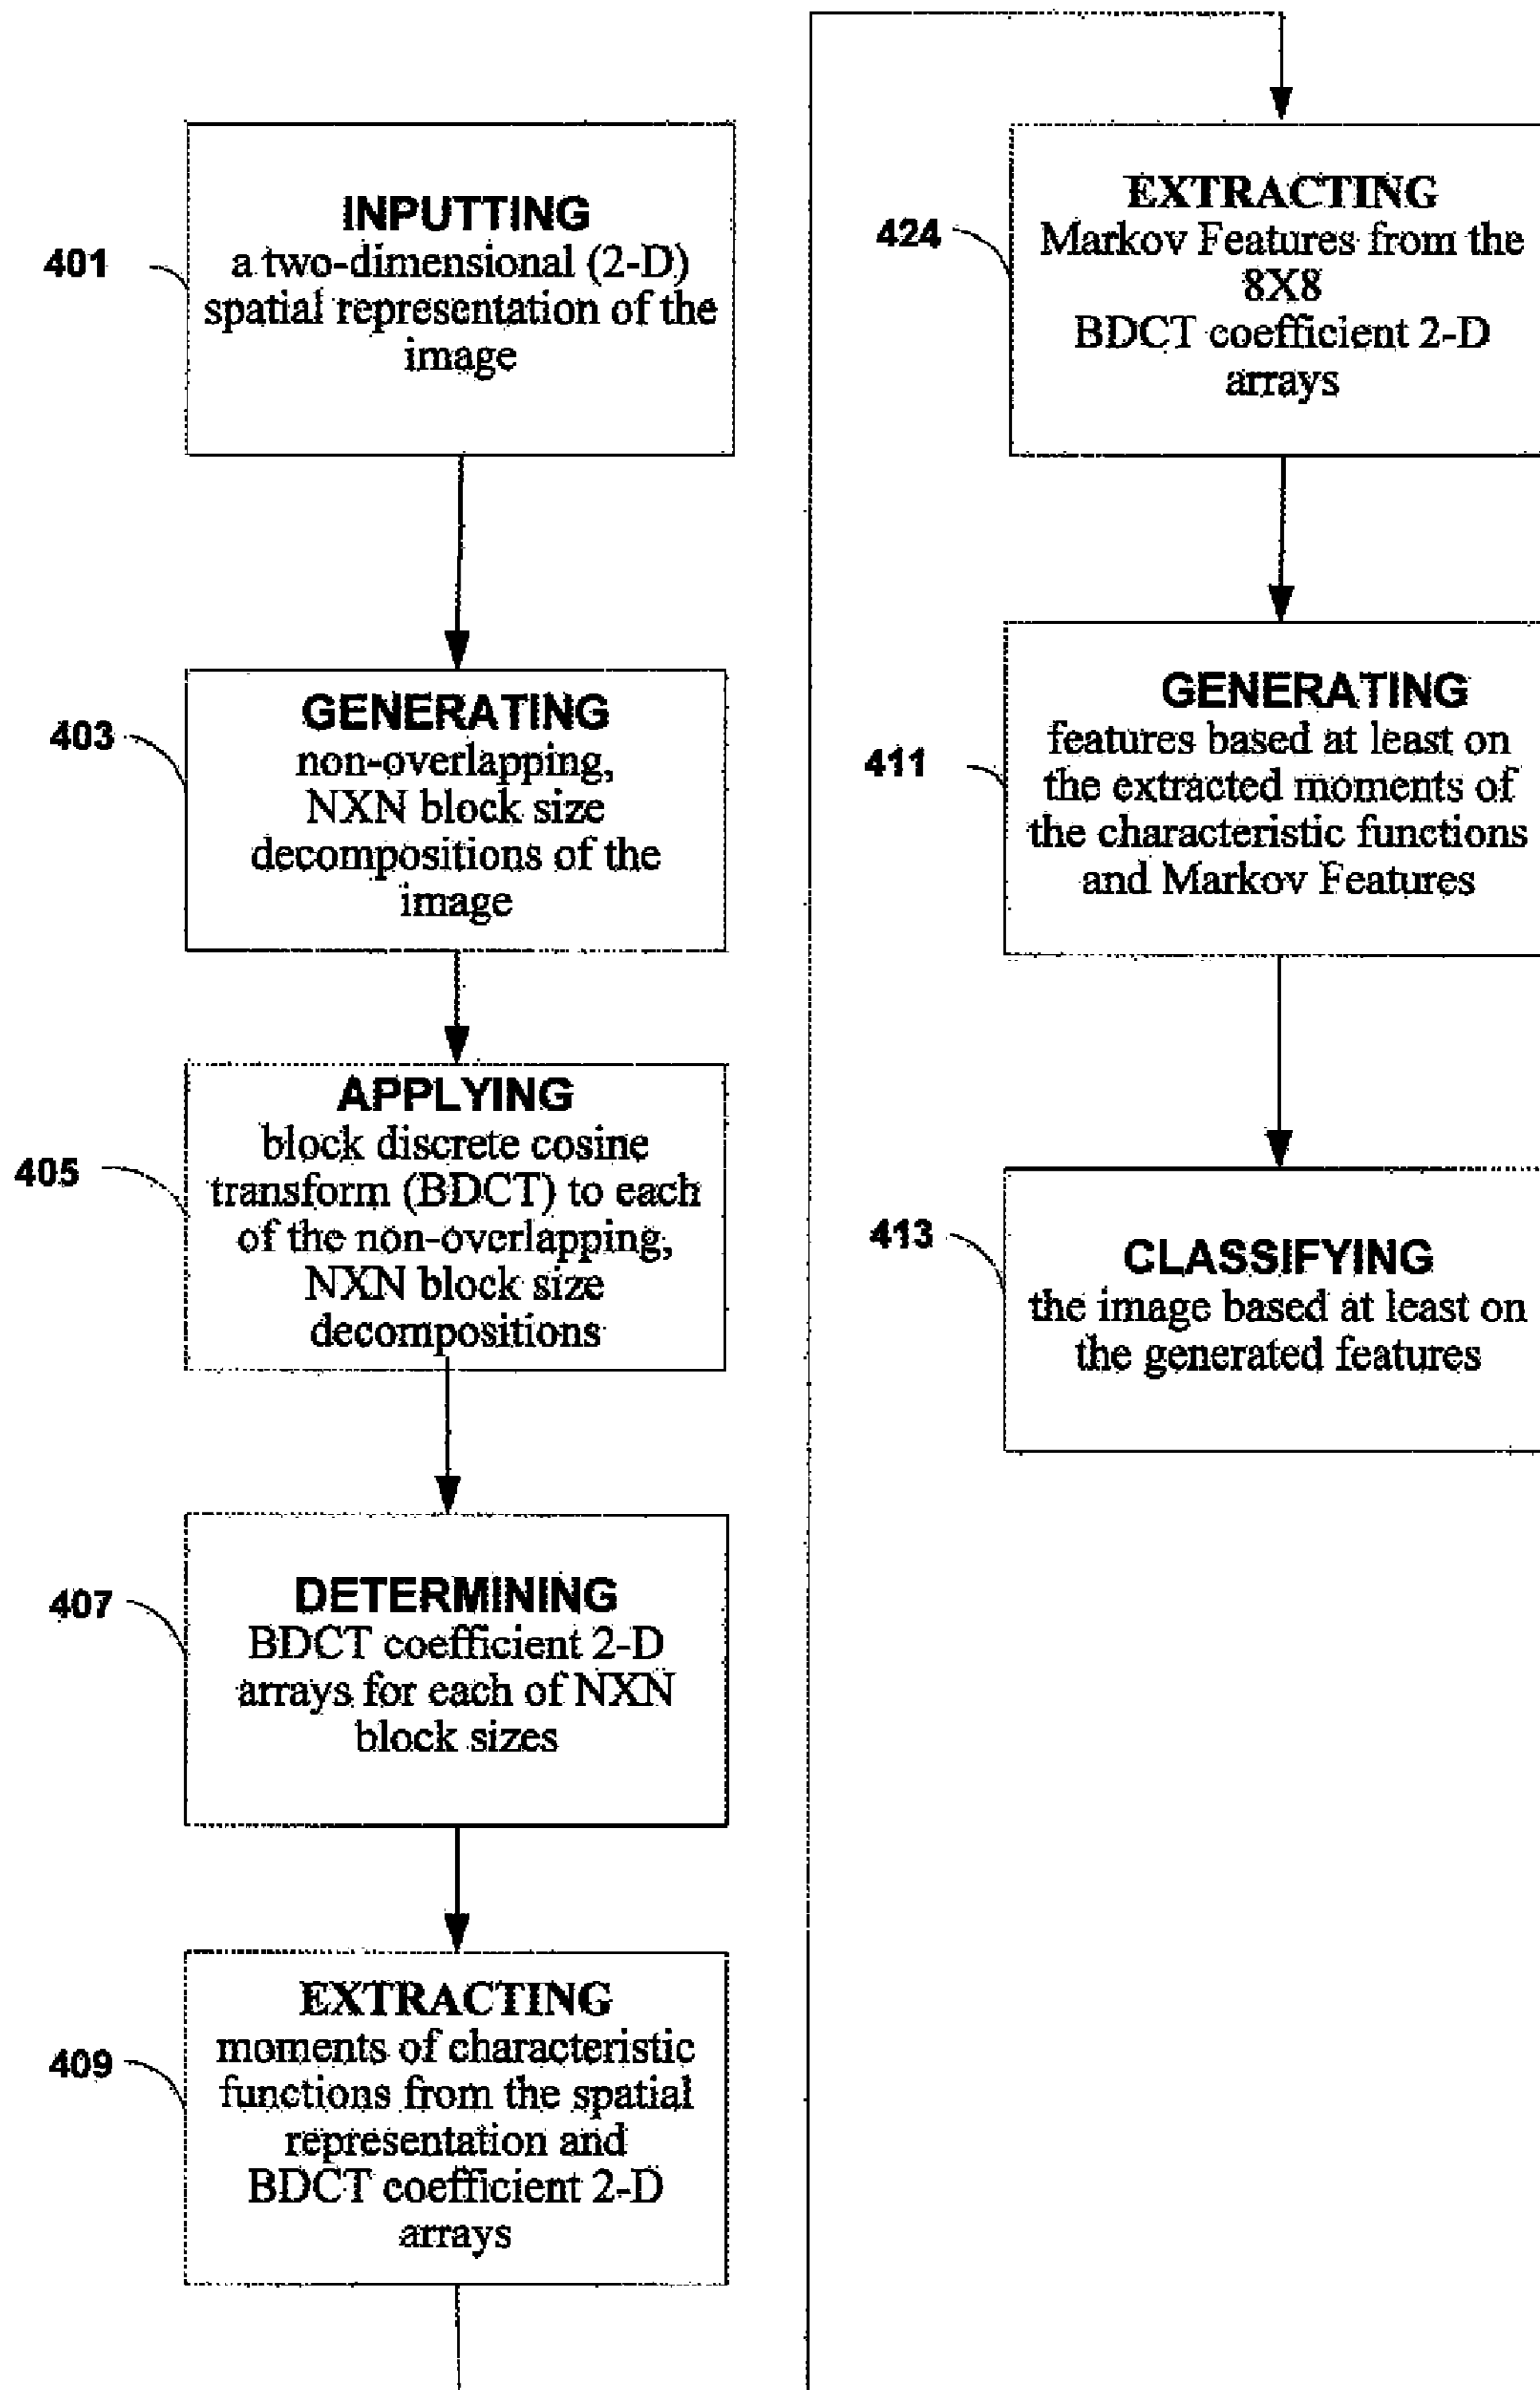 401
INPUTTING
a two-dimensional (2-D)
spatial representation of the
image
403
GENERATING
non-overlapping,
NXN block size
decompositions of the
image
405
APPLYING
block discrete cosine
transform (BDCT) to each
of the non-overlapping,
NXN block size
decompositions
407
DETERMINING
BDCT coefficient 2-D
arrays for each of NXN
block sizes
409
EXTRACTING
moments of characteristic
functions from the spatial
representation and
BDCT coefficient 2-D
arrays
424
EXTRACTING
Markov Features from the
8X8
BDCT coefficient 2-D
arrays
411
GENERATING
features based at least on
the extracted moments of
the characteristic functions
and Markov Features
413
CLASSIFYING
the image based at least on
the generated features